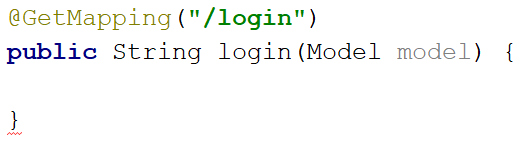 @GetMapping("/login")
public String login(Model model) {
}